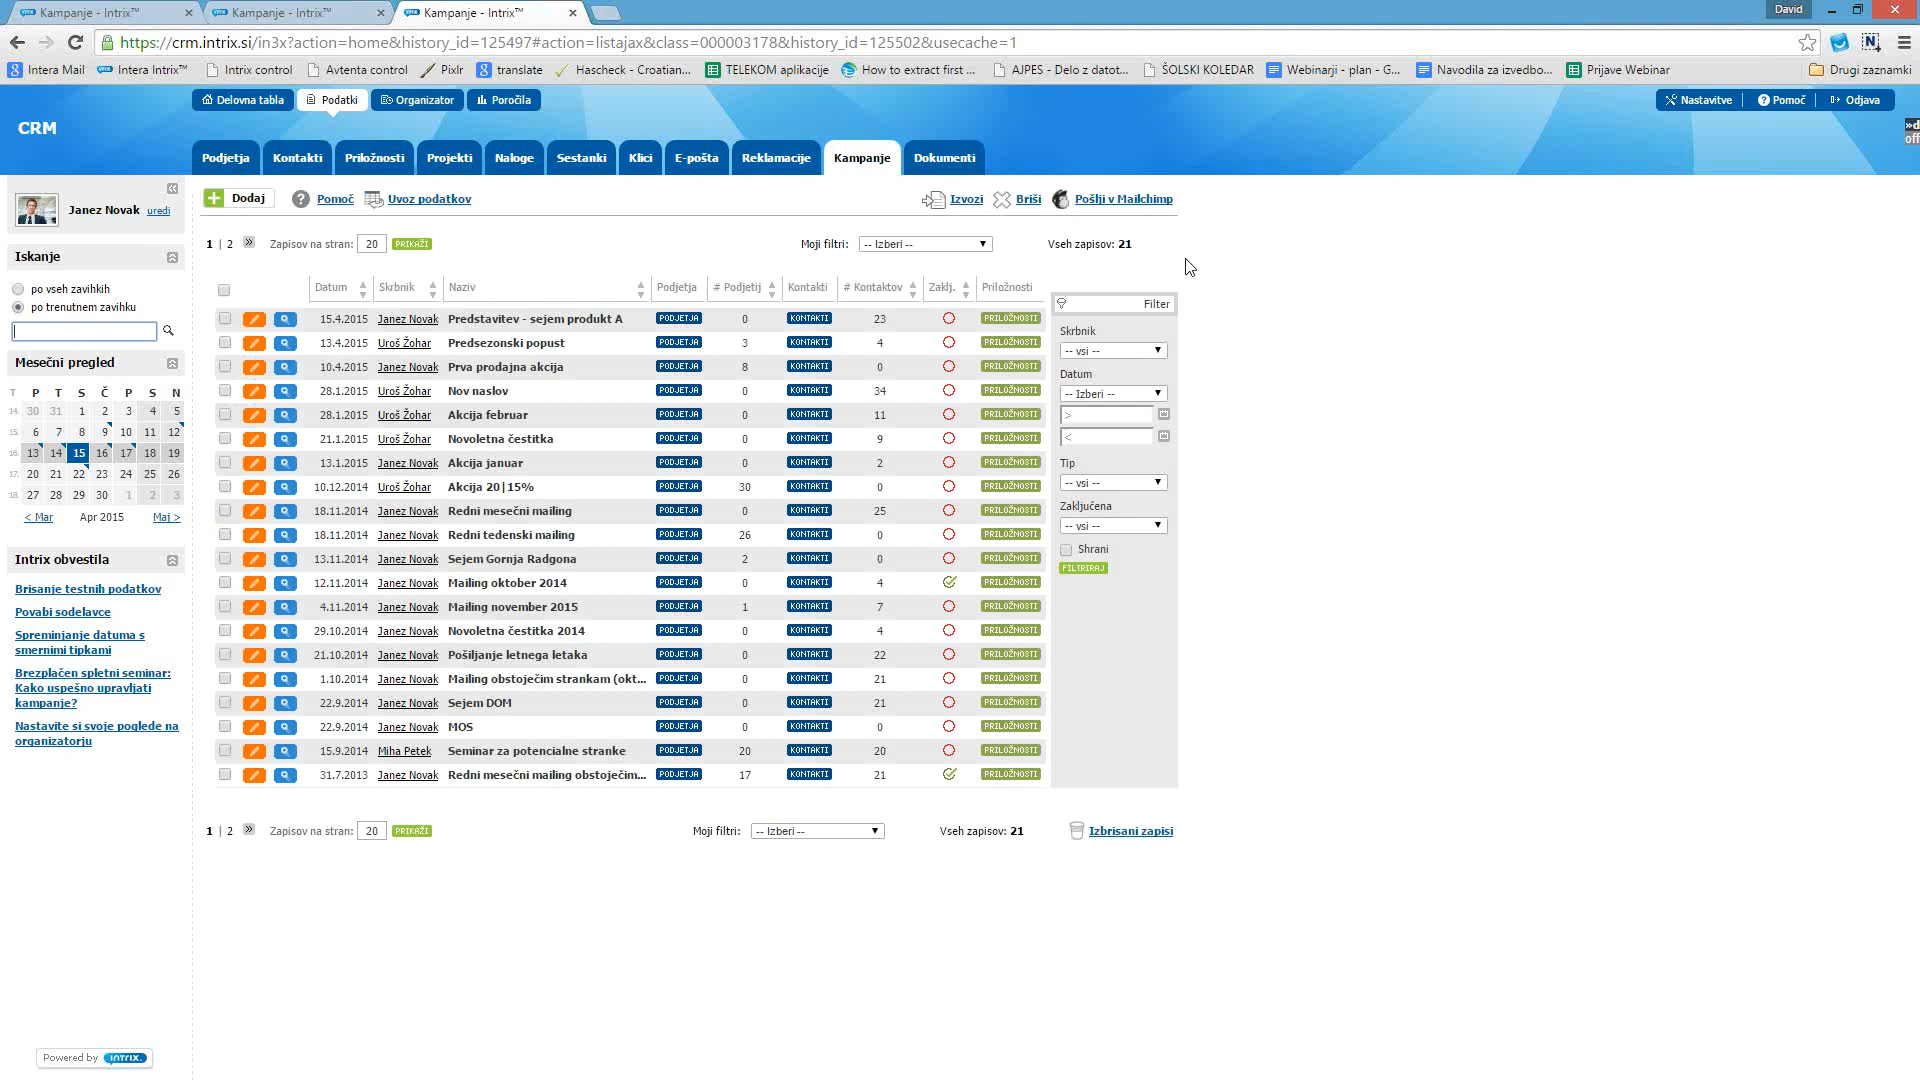 Kampanje - Intrix™ Kampanje - Intrix™ Kampanje - Intrix™ David
https://crm.intrix.si/in3x?action=home&history_id=125497#action=listajax&class=000003178&history_id=125502&usecache=1
Intera Mail Intera Intrix™ Intrix control Avtenta control Pixlr translate Hascheck - Croatian... TELEKOM aplikacije How to extract first ... AJPES - Delo z datot... ŠOLSKI KOLEDAR Webinarji - plan - G... Navodila za izvedbo... Prijave Webinar Drugi zaznamki
Delovna tabla Podatki Organizator Poročila Nastavitve Pomoč Odjava
CRM
»d
off
Podjetja Kontakti Priložnosti Projekti Naloge Sestanki Klici E-pošta Reklamacije Kampanje Dokumenti
Janez Novak uredi
Iskanje
po vseh zavihkih
po trenutnem zavihku
Mesečni pregled
T P T S Č P S N
14. 30 31 1 2 3 4 5
15. 6 7 8 9 10 11 12
16. 13 14 15 16 17 18 19
17. 20 21 22 23 24 25 26
18. 27 28 29 30 1 2 3
< Mar Apr 2015 Maj >
Intrix obvestila
Brisanje testnih podatkov
Povabi sodelavce
Spreminjanje datuma s
smernimi tipkami
Brezplačen spletni seminar:
Kako uspešno upravljati
kampanje?
Nastavite si svoje poglede na
organizatorju
Powered by intrix.
Dodaj Pomoč Uvoz podatkov Izvozi Briši Pošlji v Mailchimp
1 | 2 » Zapisov na stran: 20 PRIKAŽI Moji filtri: -- Izberi -- Vseh zapisov: 21
Datum Skrbnik Naziv Podjetja # Podjetij Kontakti # Kontaktov Zaklj. Priložnosti
15.4.2015 Janez Novak Predstavitev - sejem produkt A PODJETJA 0 KONTAKTI 23 PRILOŽNOSTI
13.4.2015 Uroš Žohar Predsezonski popust PODJETJA 3 KONTAKTI 4 PRILOŽNOSTI
10.4.2015 Janez Novak Prva prodajna akcija PODJETJA 8 KONTAKTI 0 PRILOŽNOSTI
28.1.2015 Uroš Žohar Nov naslov PODJETJA 0 KONTAKTI 34 PRILOŽNOSTI
28.1.2015 Uroš Žohar Akcija februar PODJETJA 0 KONTAKTI 11 PRILOŽNOSTI
21.1.2015 Uroš Žohar Novoletna čestitka PODJETJA 0 KONTAKTI 9 PRILOŽNOSTI
13.1.2015 Janez Novak Akcija januar PODJETJA 0 KONTAKTI 2 PRILOŽNOSTI
10.12.2014 Uroš Žohar Akcija 20|15% PODJETJA 30 KONTAKTI 0 PRILOŽNOSTI
18.11.2014 Janez Novak Redni mesečni mailing PODJETJA 0 KONTAKTI 25 PRILOŽNOSTI
18.11.2014 Janez Novak Redni tedenski mailing PODJETJA 26 KONTAKTI 0 PRILOŽNOSTI
13.11.2014 Janez Novak Sejem Gornja Radgona PODJETJA 2 KONTAKTI 0 PRILOŽNOSTI
12.11.2014 Janez Novak Mailing oktober 2014 PODJETJA 0 KONTAKTI 4 PRILOŽNOSTI
4.11.2014 Janez Novak Mailing november 2015 PODJETJA 1 KONTAKTI 7 PRILOŽNOSTI
29.10.2014 Janez Novak Novoletna čestitka 2014 PODJETJA 0 KONTAKTI 4 PRILOŽNOSTI
21.10.2014 Janez Novak Pošiljanje letnega letaka PODJETJA 0 KONTAKTI 22 PRILOŽNOSTI
1.10.2014 Janez Novak Mailing obstoječim strankam (okt... PODJETJA 0 KONTAKTI 21 PRILOŽNOSTI
22.9.2014 Janez Novak Sejem DOM PODJETJA 0 KONTAKTI 21 PRILOŽNOSTI
22.9.2014 Janez Novak MOS PODJETJA 0 KONTAKTI 0 PRILOŽNOSTI
15.9.2014 Miha Petek Seminar za potencialne stranke PODJETJA 20 KONTAKTI 20 PRILOŽNOSTI
31.7.2013 Janez Novak Redni mesečni mailing obstoječim... PODJETJA 17 KONTAKTI 21 PRILOŽNOSTI
Filter
Skrbnik
-- vsi --
Datum
-- Izberi --
>
<
Tip
-- vsi --
Zaključena
-- vsi --
Shrani
FILTRIRAJ
1 | 2 » Zapisov na stran: 20 PRIKAŽI Moji filtri: -- Izberi -- Vseh zapisov: 21 Izbrisani zapisi